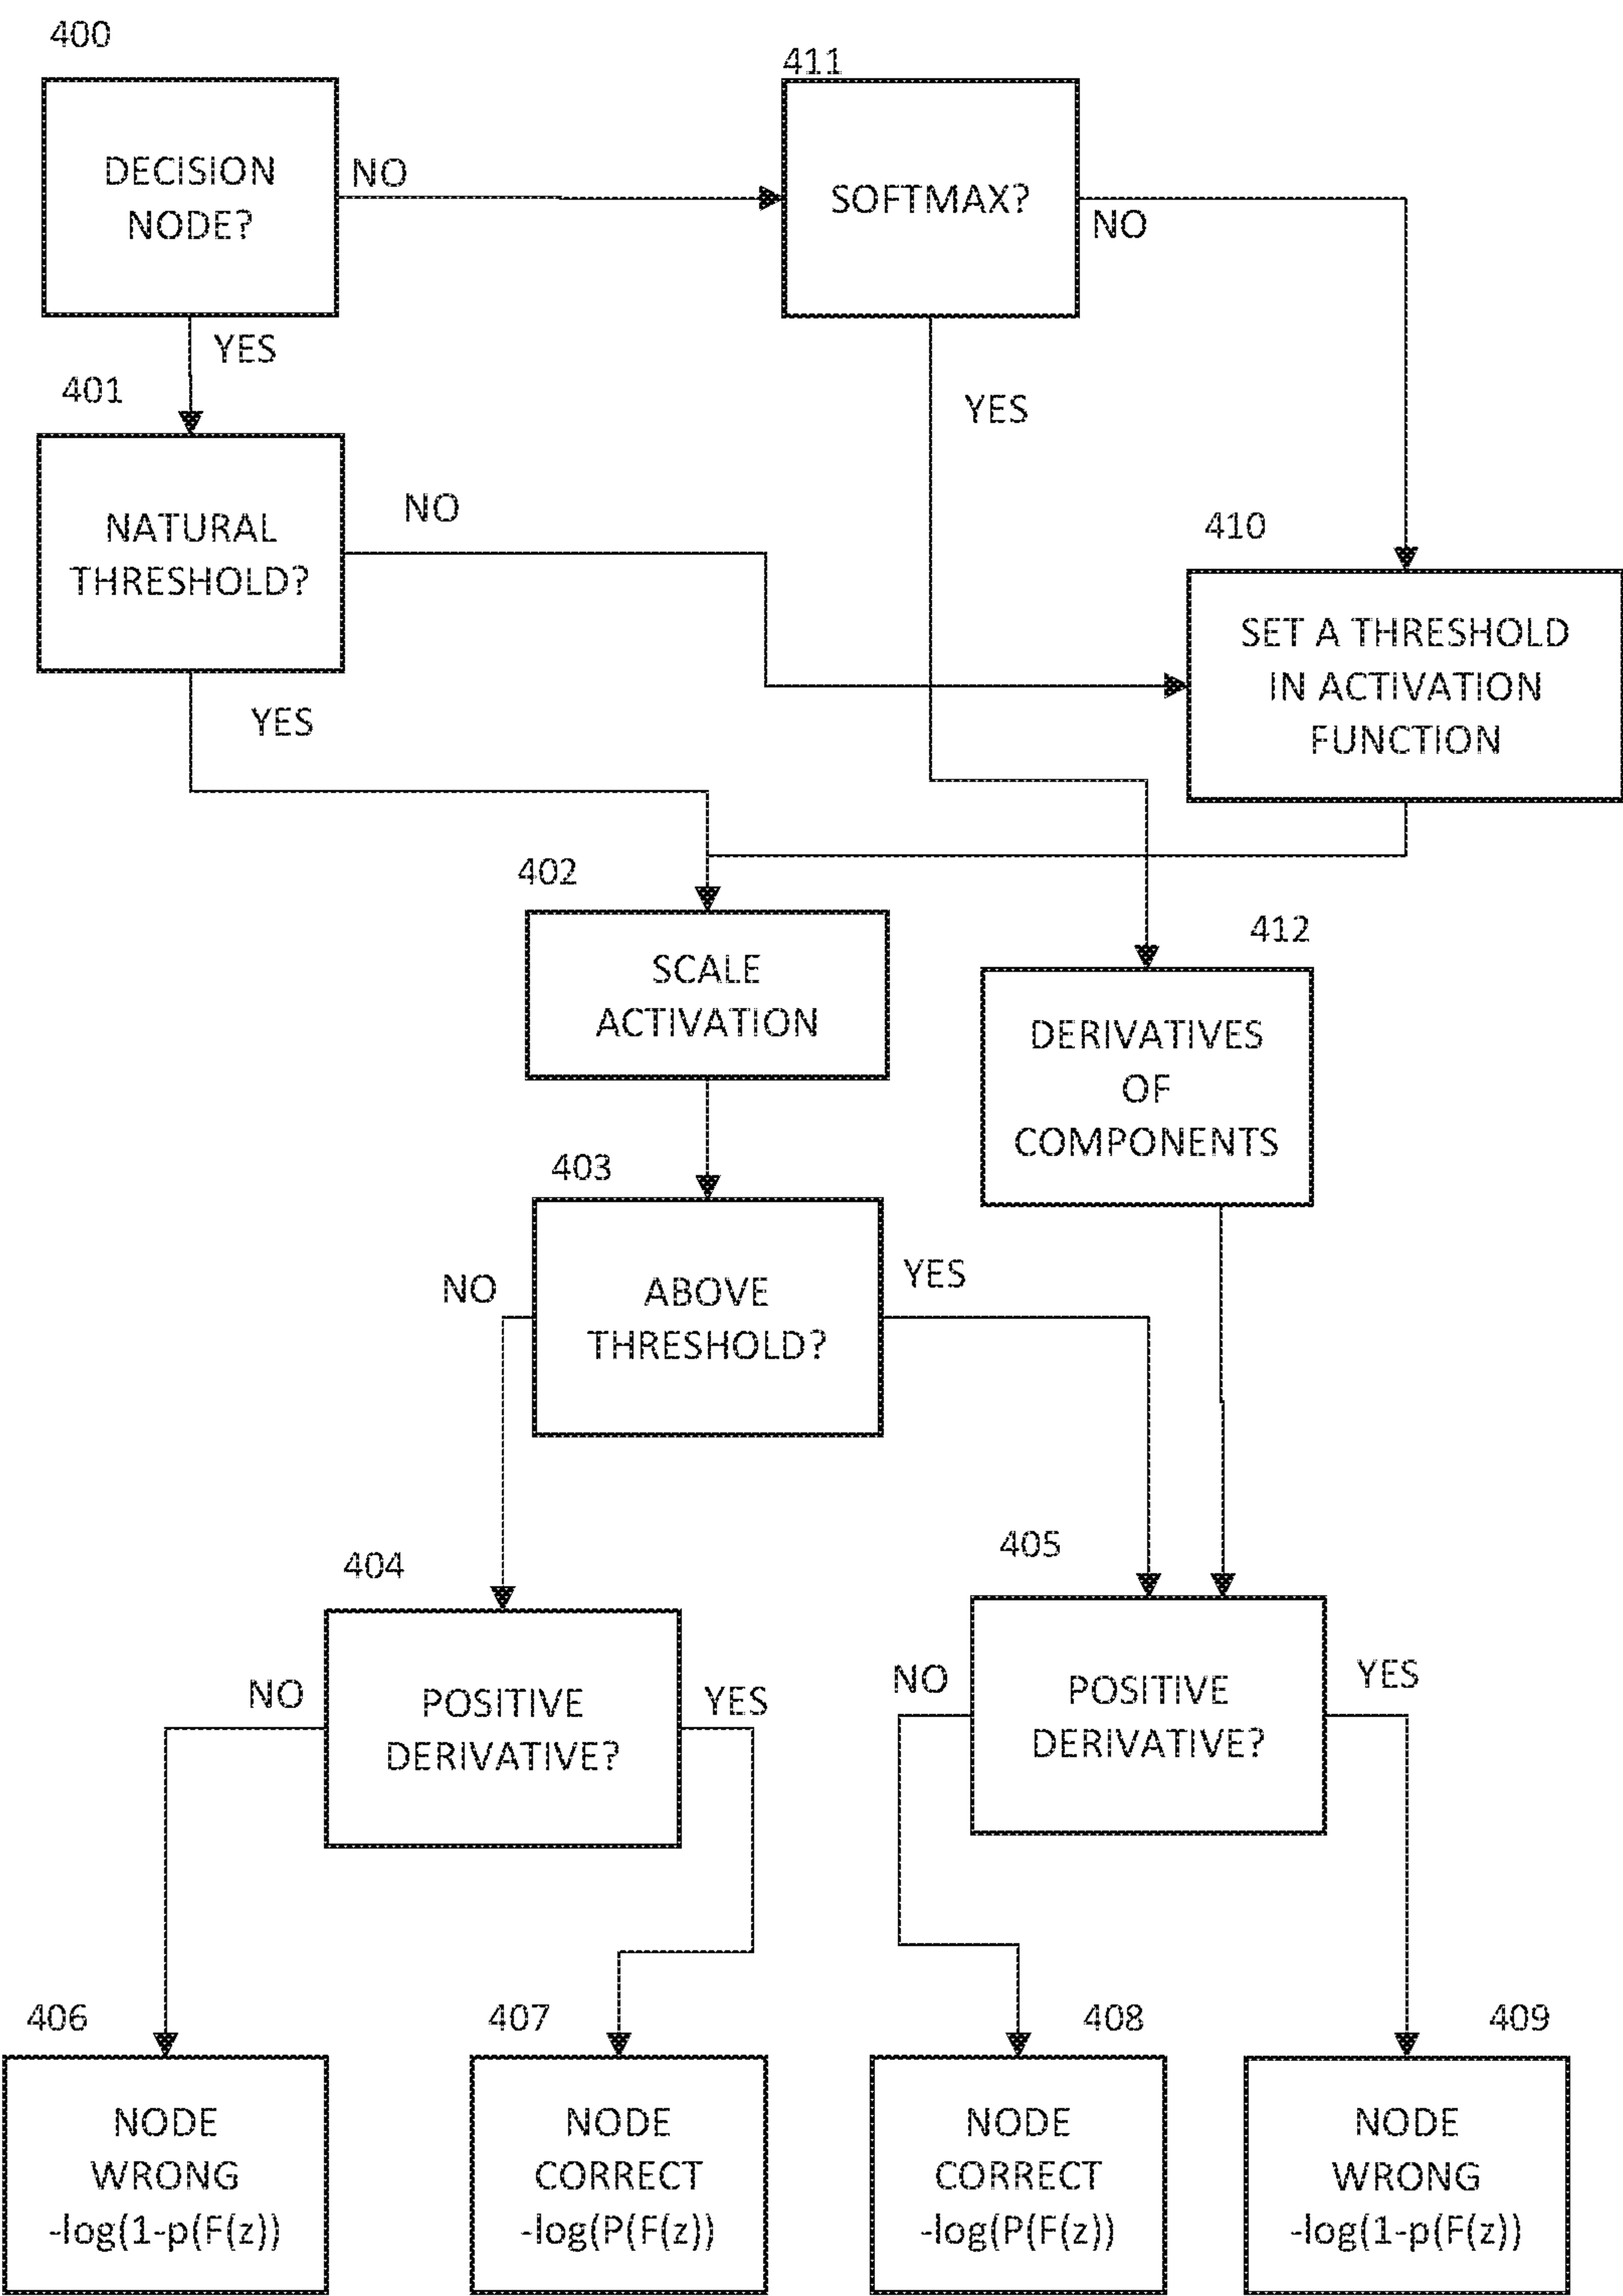 400
DECISION
NODE?
NO
411
SOFTMAX?
NO
YES
401
NATURAL
THRESHOLD?
NO
YES
YES
410
SET A THRESHOLD
IN ACTIVATION
FUNCTION
402
SCALE
ACTIVATION
412
DERIVATIVES
OF
COMPONENTS
403
ABOVE
THRESHOLD?
NO
YES
404
POSITIVE
DERIVATIVE?
NO
YES
405
POSITIVE
DERIVATIVE?
NO
YES
406
NODE
WRONG
-log(1-p(F(z))
407
NODE
CORRECT
-log(P(F(z))
408
NODE
CORRECT
-log(P(F(z))
409
NODE
WRONG
-log(1-p(F(z))